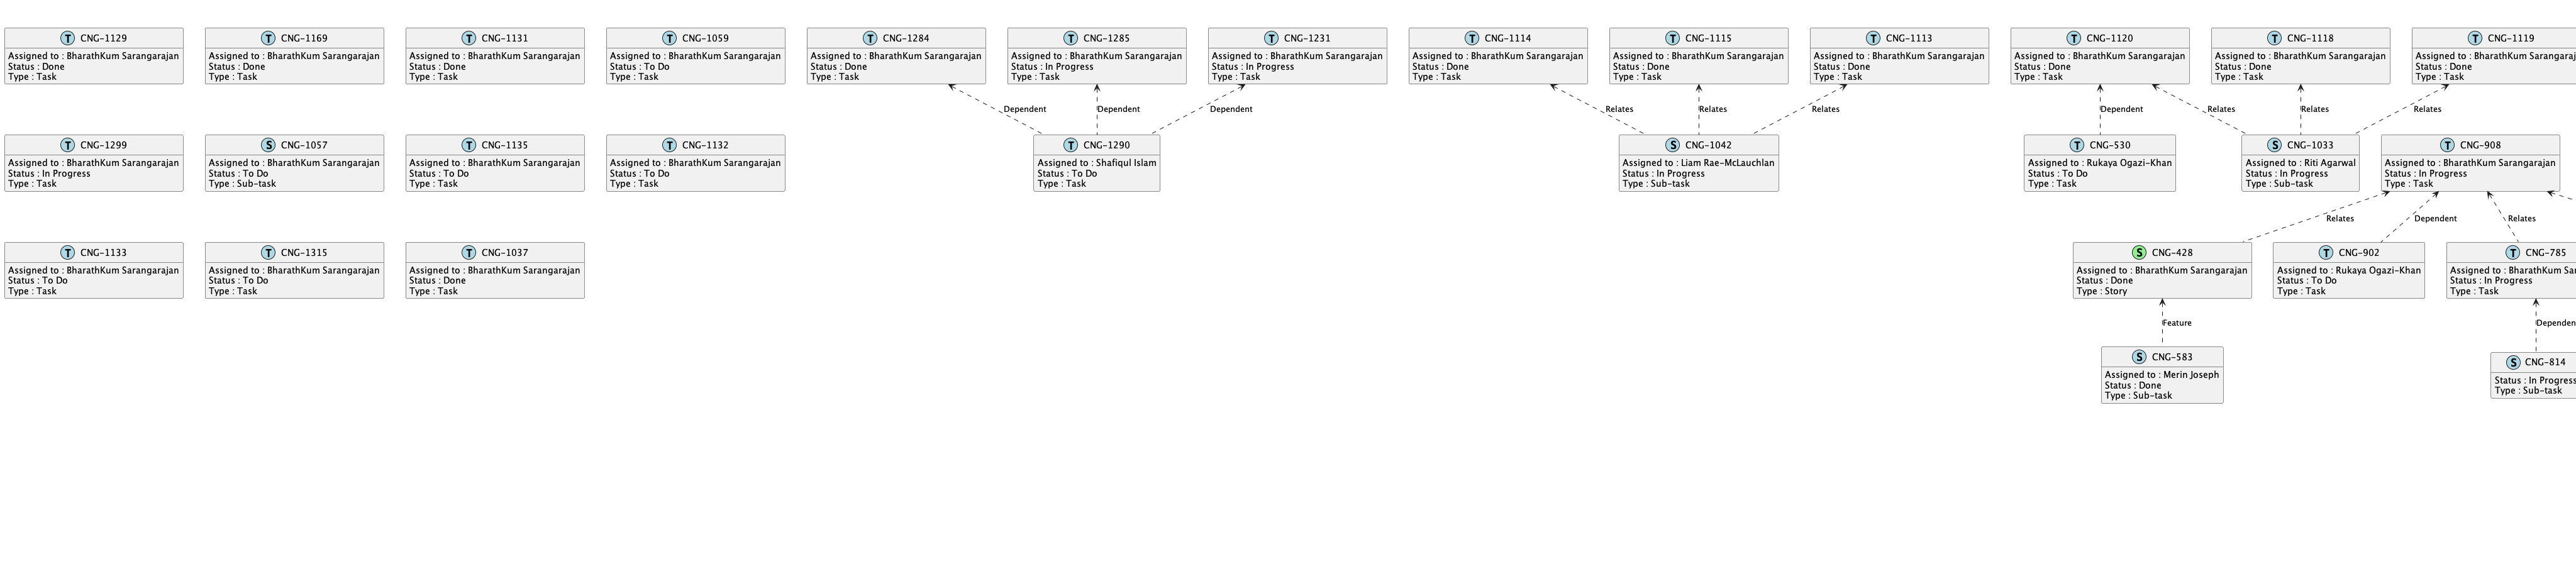 T CNG-1129
Assigned to : BharathKum Sarangarajan
Status : Done
Type : Task
T CNG-1169
Assigned to : BharathKum Sarangarajan
Status : Done
Type : Task
T CNG-1131
Assigned to : BharathKum Sarangarajan
Status : Done
Type : Task
T CNG-1059
Assigned to : BharathKum Sarangarajan
Status : To Do
Type : Task
T CNG-1284
Assigned to : BharathKum Sarangarajan
Status : Done
Type : Task
T CNG-1285
Assigned to : BharathKum Sarangarajan
Status : In Progress
Type : Task
T CNG-1231
Assigned to : BharathKum Sarangarajan
Status : In Progress
Type : Task
T CNG-1114
Assigned to : BharathKum Sarangarajan
Status : Done
Type : Task
T CNG-1115
Assigned to : BharathKum Sarangarajan
Status : Done
Type : Task
T CNG-1113
Assigned to : BharathKum Sarangarajan
Status : Done
Type : Task
T CNG-1120
Assigned to : BharathKum Sarangarajan
Status : Done
Type : Task
T CNG-1118
Assigned to : BharathKum Sarangarajan
Status : Done
Type : Task
T CNG-1119
Assigned to : BharathKum Sarangaraj
Status : Done
Type : Task
Dependent
Dependent
Dependent
Relates
Relates
Relates
Dependent
Relates
Relates
Relates
T CNG-1299
Assigned to : BharathKum Sarangarajan
Status : In Progress
Type : Task
S CNG-1057
Assigned to : BharathKum Sarangarajan
Status : To Do
Type : Sub-task
T CNG-1135
Assigned to : BharathKum Sarangarajan
Status : To Do
Type : Task
T CNG-1132
Assigned to : BharathKum Sarangarajan
Status : To Do
Type : Task
T CNG-1290
Assigned to : Shafiqul Islam
Status : To Do
Type : Task
S CNG-1042
Assigned to : Liam Rae-McLauchlan
Status : In Progress
Type : Sub-task
T CNG-530
Assigned to : Rukaya Ogazi-Khan
Status : To Do
Type : Task
S CNG-1033
Assigned to : Riti Agarwal
Status : In Progress
Type : Sub-task
T CNG-908
Assigned to : BharathKum Sarangarajan
Status : In Progress
Type : Task
Relates
Dependent
Relates
T CNG-1133
Assigned to : BharathKum Sarangarajan
Status : To Do
Type : Task
T CNG-1315
Assigned to : BharathKum Sarangarajan
Status : To Do
Type : Task
T CNG-1037
Assigned to : BharathKum Sarangarajan
Status : Done
Type : Task
S CNG-428
Assigned to : BharathKum Sarangarajan
Status : Done
Type : Story
T CNG-902
Assigned to : Rukaya Ogazi-Khan
Status : To Do
Type : Task
T CNG-785
Assigned to : BharathKum Sar
Status : In Progress
Type : Task
Feature
Dependen
S CNG-583
Assigned to : Merin Joseph
Status : Done
Type : Sub-task
S CNG-814
Status : In Progress
Type : Sub-task